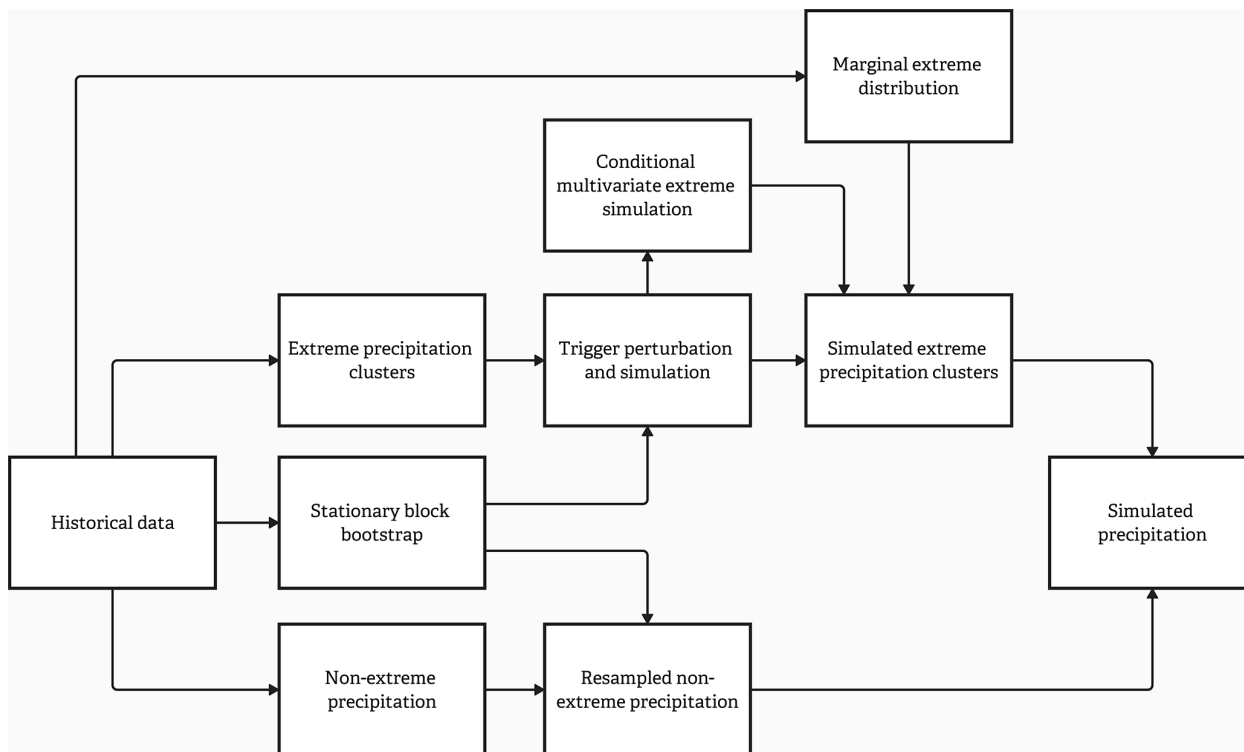 Marginal extreme
distribution
Conditional
multivariate extreme
simulation
Extreme precipitation
clusters
Trigger perturbation
and simulation
Simulated extreme
precipitation clusters
Historical data
Stationary block
bootstrap
Simulated
precipitation
Non-extreme
precipitation
Resampled non-
extreme precipitation